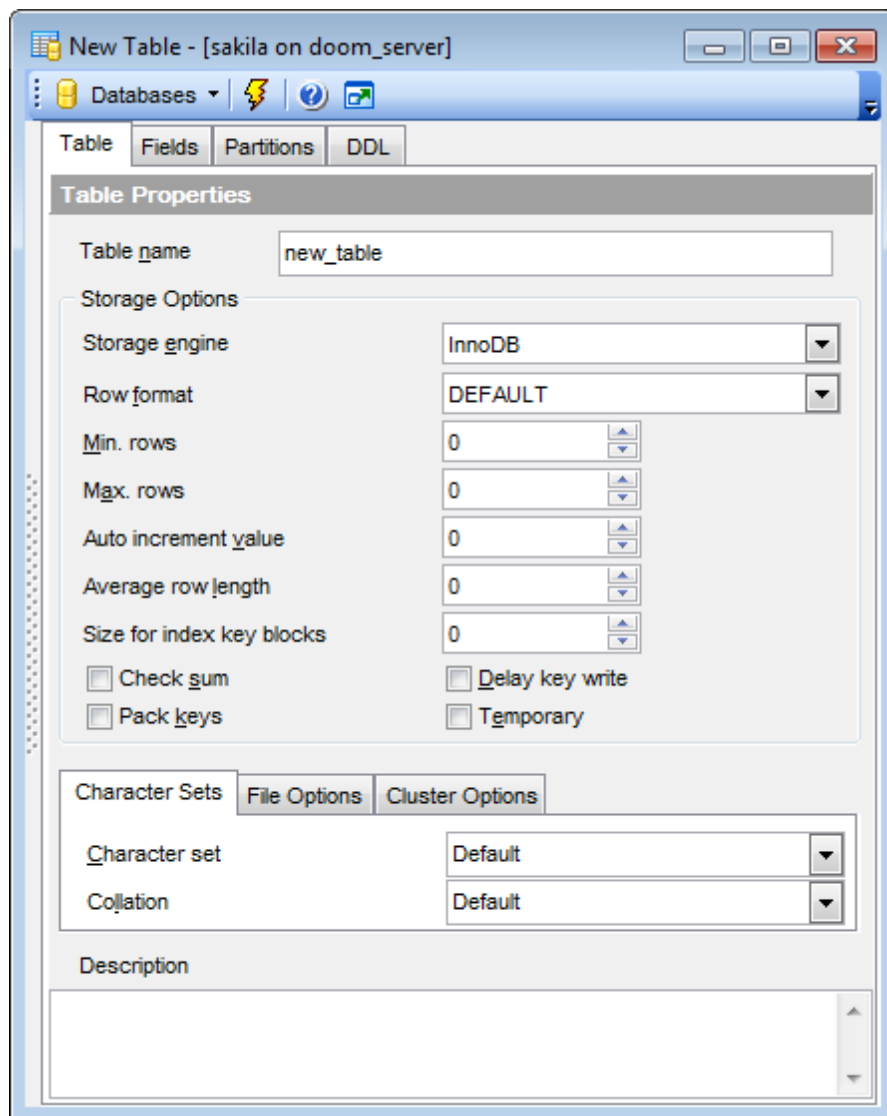 New Table - [sakila on doom_server]
Databases
Table Fields Partitions DDL
Table Properties
Table name new_table
Storage Options
Storage engine InnoDB
Row format DEFAULT
Min. rows 0
Max. rows 0
Auto increment value 0
Average row length 0
Size for index key blocks 0
Check sum Delay key write
Pack keys Temporary
Character Sets File Options Cluster Options
Character set Default
Collation Default
Description